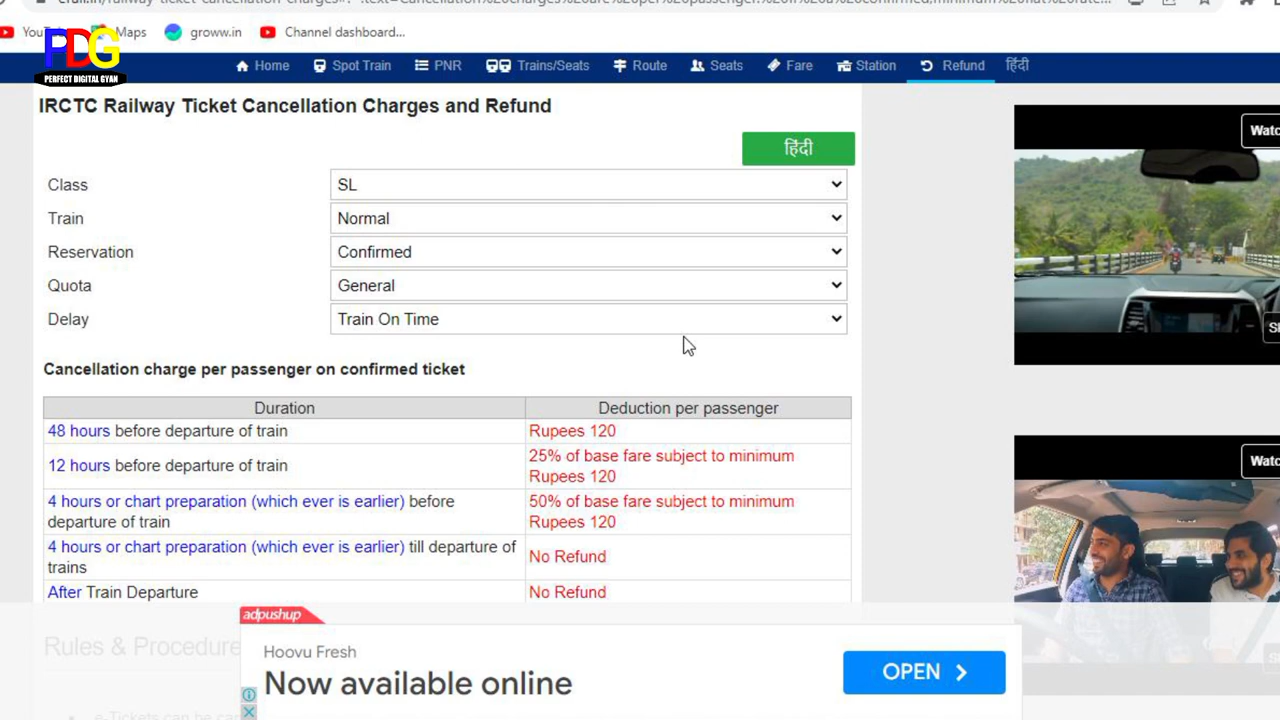 YouTu
Maps
groww.in
Channel dashboard...
PDG
PERFECT DIGITAL GYAN
Home
Spot Train
PNR
Trains/Seats
Route
Seats
Fare
Station
Refund
हिंदी
IRCTC Railway Ticket Cancellation Charges and Refund
हिंदी
Class SL
Train Normal
Reservation Confirmed
Quota General
Delay Train On Time
Cancellation charge per passenger on confirmed ticket
Duration Deduction per passenger
48 hours before departure of train Rupees 120
12 hours before departure of train
25% of base fare subject to minimum
Rupees 120
4 hours or chart preparation (which ever is earlier) before
departure of train
50% of base fare subject to minimum
Rupees 120
4 hours or chart preparation (which ever is earlier) till departure of
trains
No Refund
After Train Departure No Refund
Rules & Procedure
adpushup
Hoovu Fresh
Now available online
OPEN
e-Tickets can be can
Watc
Watc